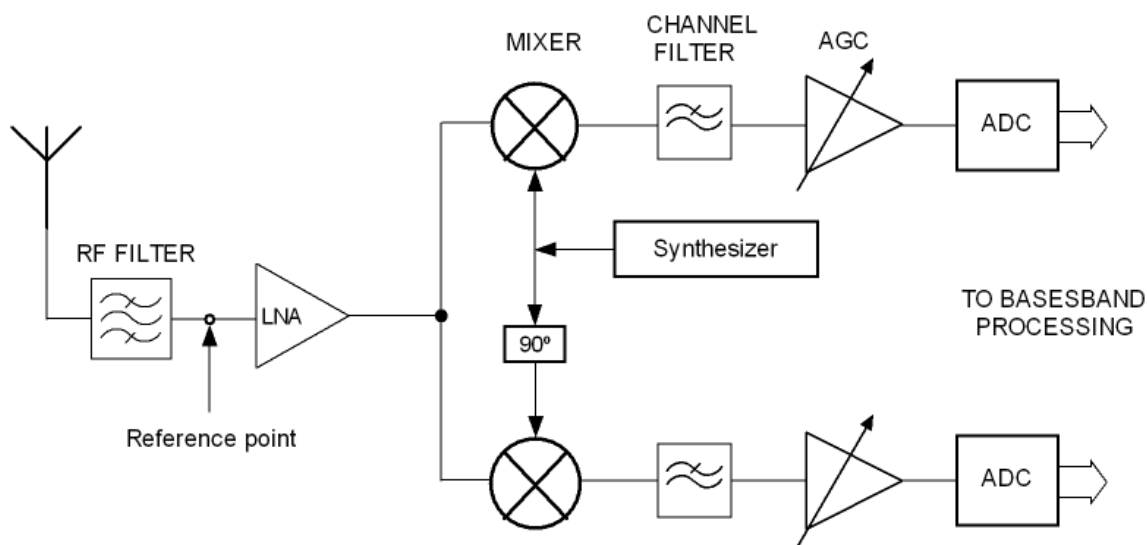 MIXER
CHANNEL
FILTER
AGC
ADC
RF FILTER
LNA
Synthesizer
90º
Reference point
TO BASESBAND
PROCESSING
ADC